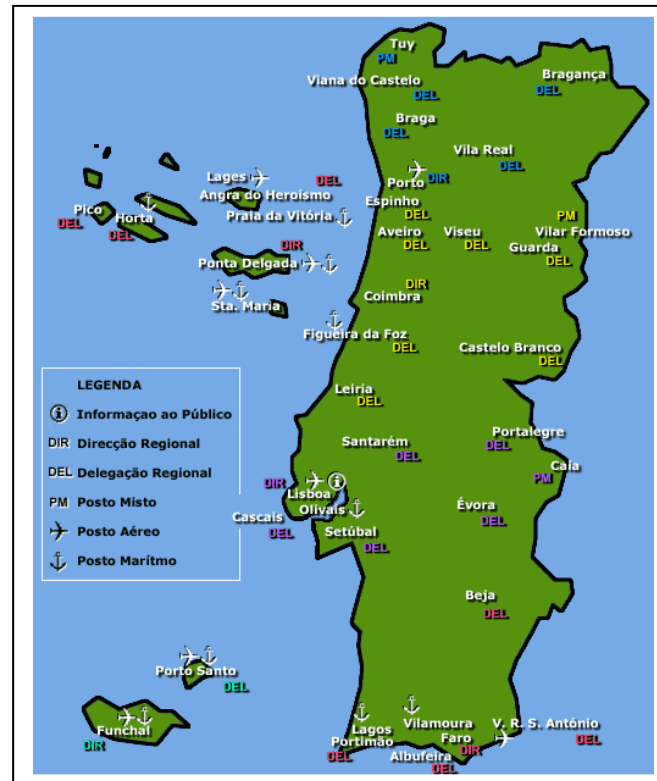 Tuy
PM
Viana do Castelo
DEL
Bragança
DEL
Braga
DEL
Vila Real
DEL
Lages
DEL
Porto DIR
Angra do Heroísmo
Espinho
DEL
PM
Pico
DEL
Horta
DEL
Praia da Vitória
Aveiro
DEL
Viseu
DEL
Vilar Formoso
Guarda
DEL
DIR
Ponta Delgada
DIR
Coimbra
Sta. Maria
Figueira da Foz
DEL
Castelo Branco
DEL
LEGENDA
Informaçao ao Público
DIR Direcção Regional
DEL Delegação Regional
PM Posto Misto
Posto Aéreo
Posto Marítmo
Leiria
DEL
Santarém
DEL
Portalegre
DEL
Caia
PM
DIR
Lisboa
Olivais
Cascais
DEL
Setúbal
DEL
Évora
DEL
Beja
DEL
Porto Santo
DEL
Funchal
DIR
Lagos
Portimão
DEL
Vilamoura
Faro
DIR
Albufeira
DEL
V. R. S. António
DEL